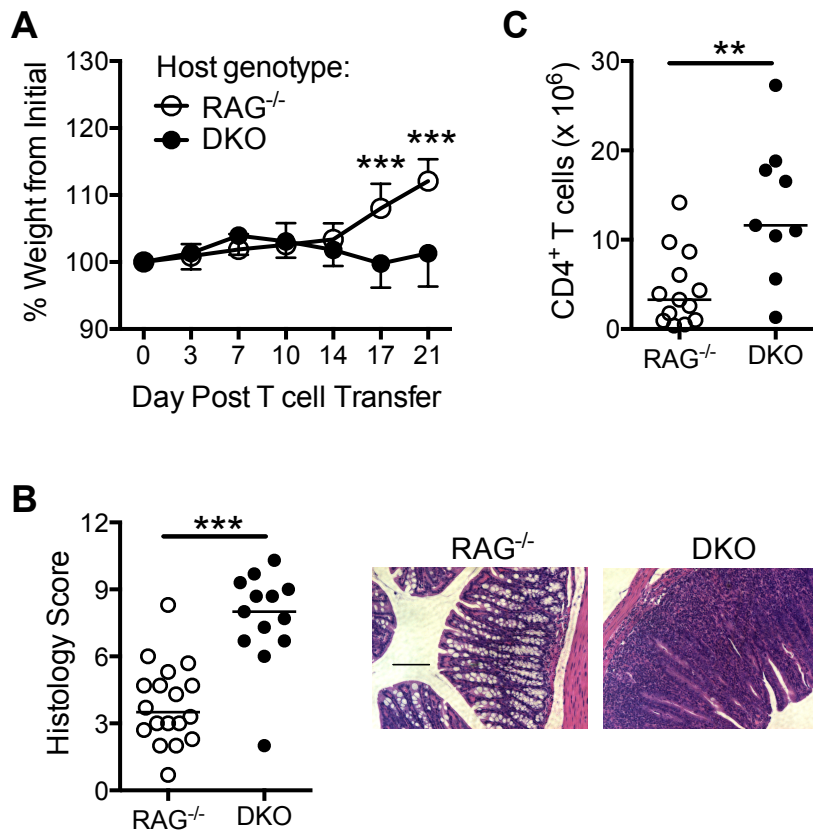 A
% Weight from Initial
130
120
110
100
90
Host genotype:
RAG-/-
DKO
***
***
0 3 7 10 14 17 21
Day Post T cell Transfer
C
CD4+ T cells (x 10⁶)
30
20
10
0
**
RAG-/- DKO
B
Histology Score
12
9
6
3
0
***
RAG-/- DKO
RAG-/- DKO